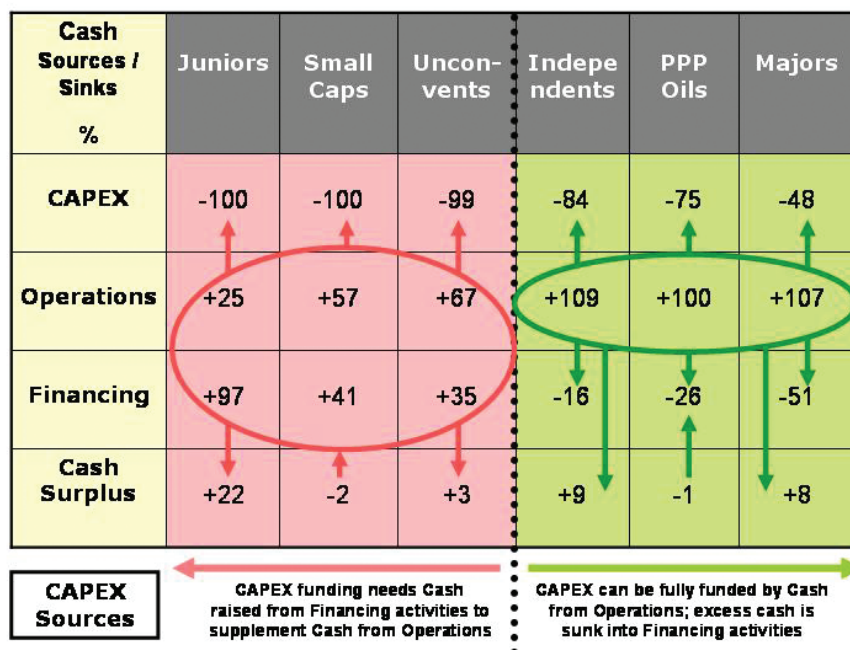 Cash
Sources /
Sinks
%
Juniors
Small
Caps
Uncon-
vents
Indepe
ndents
PPP
Oils
Majors
CAPEX
-100
-100
-99
-84
-75
-48
Operations
+25
+57
+67
+109
+100
+107
Financing
+97
+41
+35
-16
-26
-51
Cash
Surplus
+22
-2
+3
+9
-1
+8
CAPEX
Sources
CAPEX funding needs Cash
raised from Financing activities to
supplement Cash from Operations
CAPEX can be fully funded by Cash
from Operations; excess cash is
sunk into Financing activities